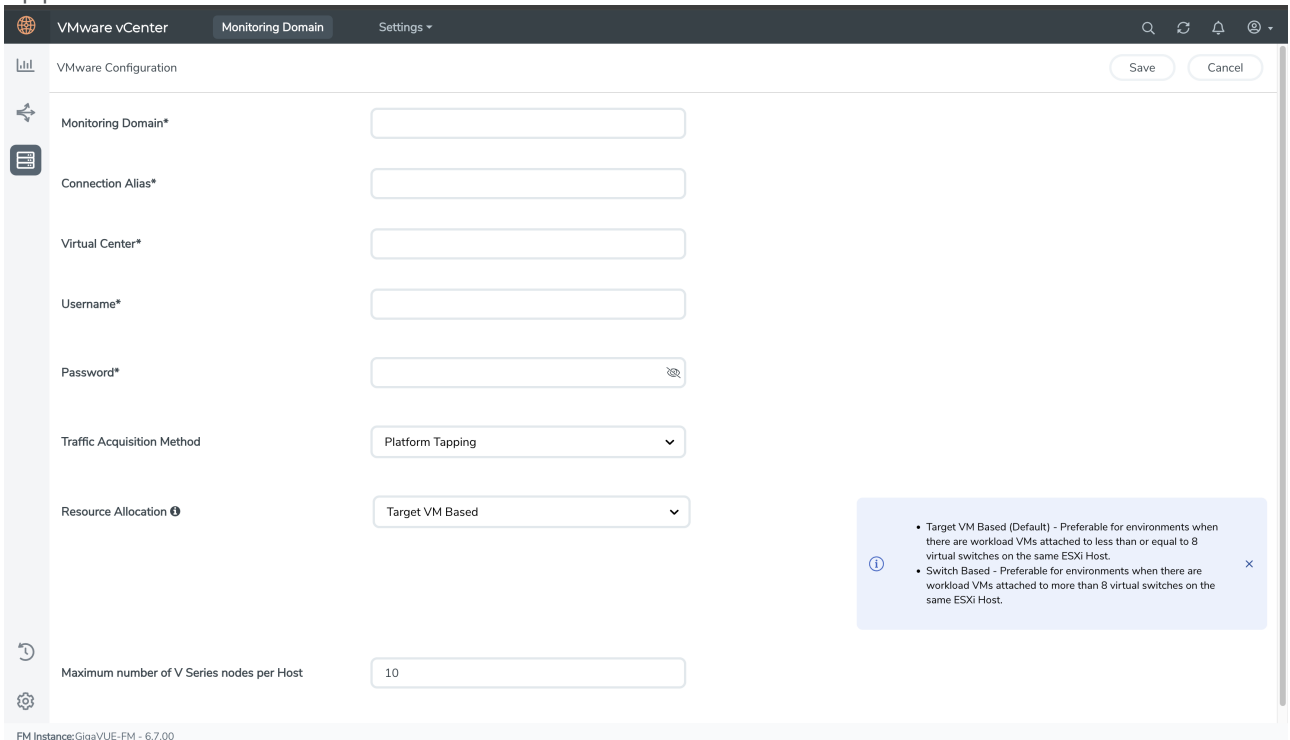 VMware vCenter Monitoring Domain Settings
VMware Configuration Save Cancel
Monitoring Domain*
Connection Alias*
Virtual Center*
Username*
Password*
Traffic Acquisition Method Platform Tapping
Resource Allocation Target VM Based
• Target VM Based (Default) - Preferable for environments when
there are workload VMs attached to less than or equal to 8
virtual switches on the same ESXi Host.
• Switch Based - Preferable for environments when there are
workload VMs attached to more than 8 virtual switches on the
same ESXi Host.
Maximum number of V Series nodes per Host 10
FM Instance: GigaVUE-FM - 6.7.00